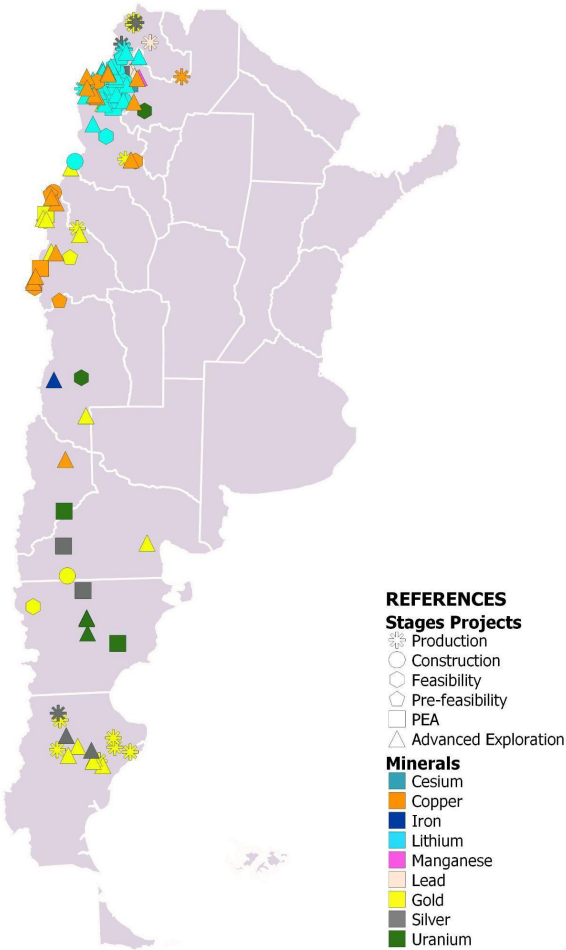 REFERENCES
Stages Projects
Production
Construction
Feasibility
Pre-feasibility
PEA
Advanced Exploration
Minerals
Cesium
Copper
Iron
Lithium
Manganese
Lead
Gold
Silver
Uranium